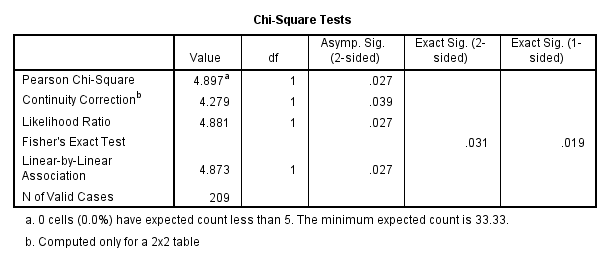 Chi-Square Tests
Value df Asymp. Sig. (2-sided) Exact Sig. (2-sided) Exact Sig. (1-sided)
Pearson Chi-Square 4.897a 1 .027
Continuity Correctionb 4.279 1 .039
Likelihood Ratio 4.881 1 .027
Fisher's Exact Test .031 .019
Linear-by-Linear
Association 4.873 1 .027
N of Valid Cases 209
a. 0 cells (0.0%) have expected count less than 5. The minimum expected count is 33.33.
b. Computed only for a 2x2 table